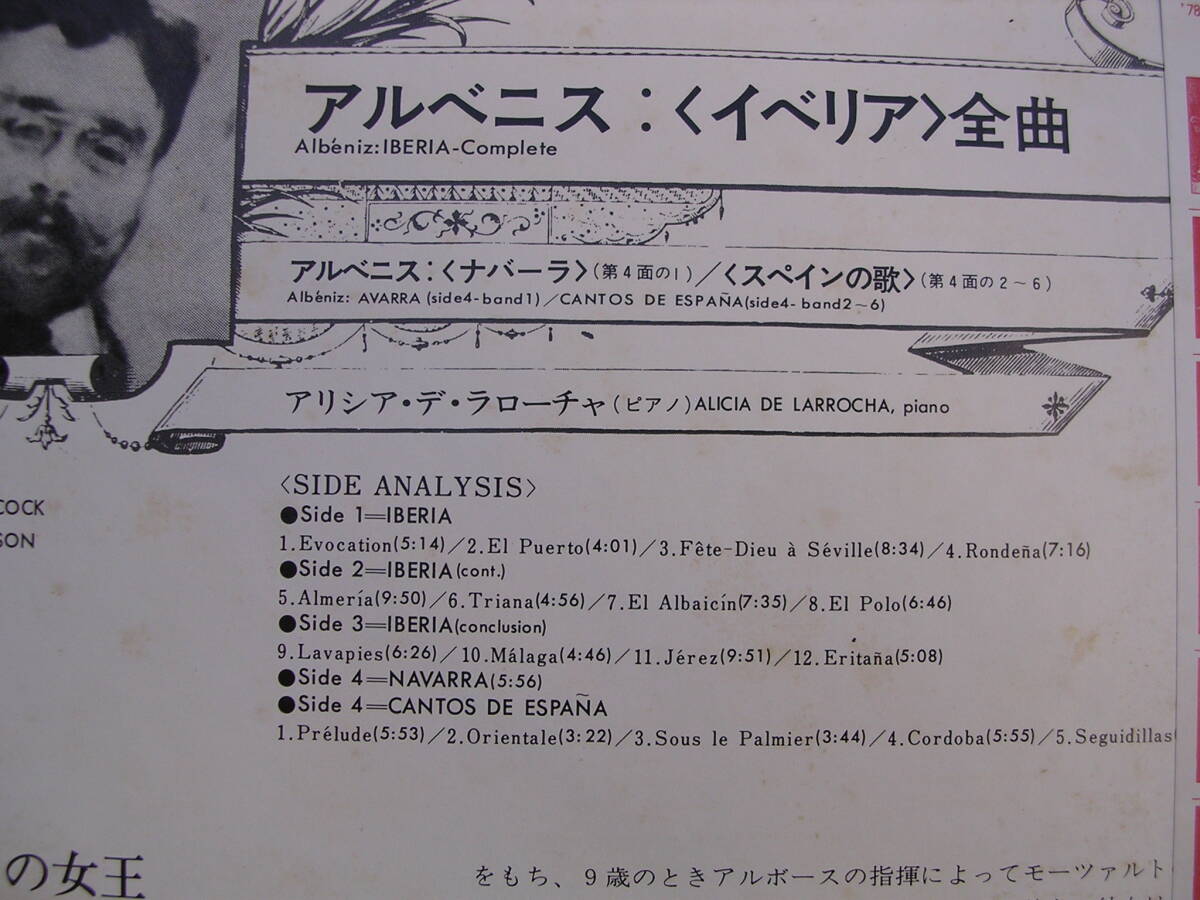 '78
アルベニス：〈イベリア〉全曲
Albéniz:IBERIA-Complete
アルベニス：〈ナバーラ〉(第4面の1)／〈スペインの歌〉(第4面の2～6)
Albéniz: AVARRA (side4-band1)／CANTOS DE ESPAÑA(side4- band2～6)
アリシア・デ・ラローチャ(ピアノ)ALICIA DE LARROCHA, piano
COCK
SON
〈SIDE ANALYSIS〉
●Side 1=IBERIA
1.Evocation(5:14)／2.El Puerto(4:01)／3.Fête-Dieu à Séville(8:34)／4.Rondeña(7:16)
●Side 2=IBERIA(cont.)
5.Almería(9:50)／6.Triana(4:56)／7.El Albaicín(7:35)／8.El Polo(6:46)
●Side 3=IBERIA(conclusion)
9.Lavapies(6:26)／10.Málaga(4:46)／11.Jérez(9:51)／12.Eritaña(5:08)
●Side 4=NAVARRA(5:56)
●Side 4=CANTOS DE ESPAÑA
1.Prélude(5:53)／2.Orientale(3:22)／3.Sous le Palmier(3:44)／4.Cordoba(5:55)／5.Seguidillas(
の女王
をもち、9歳のときアルボースの指揮によってモーツァルト